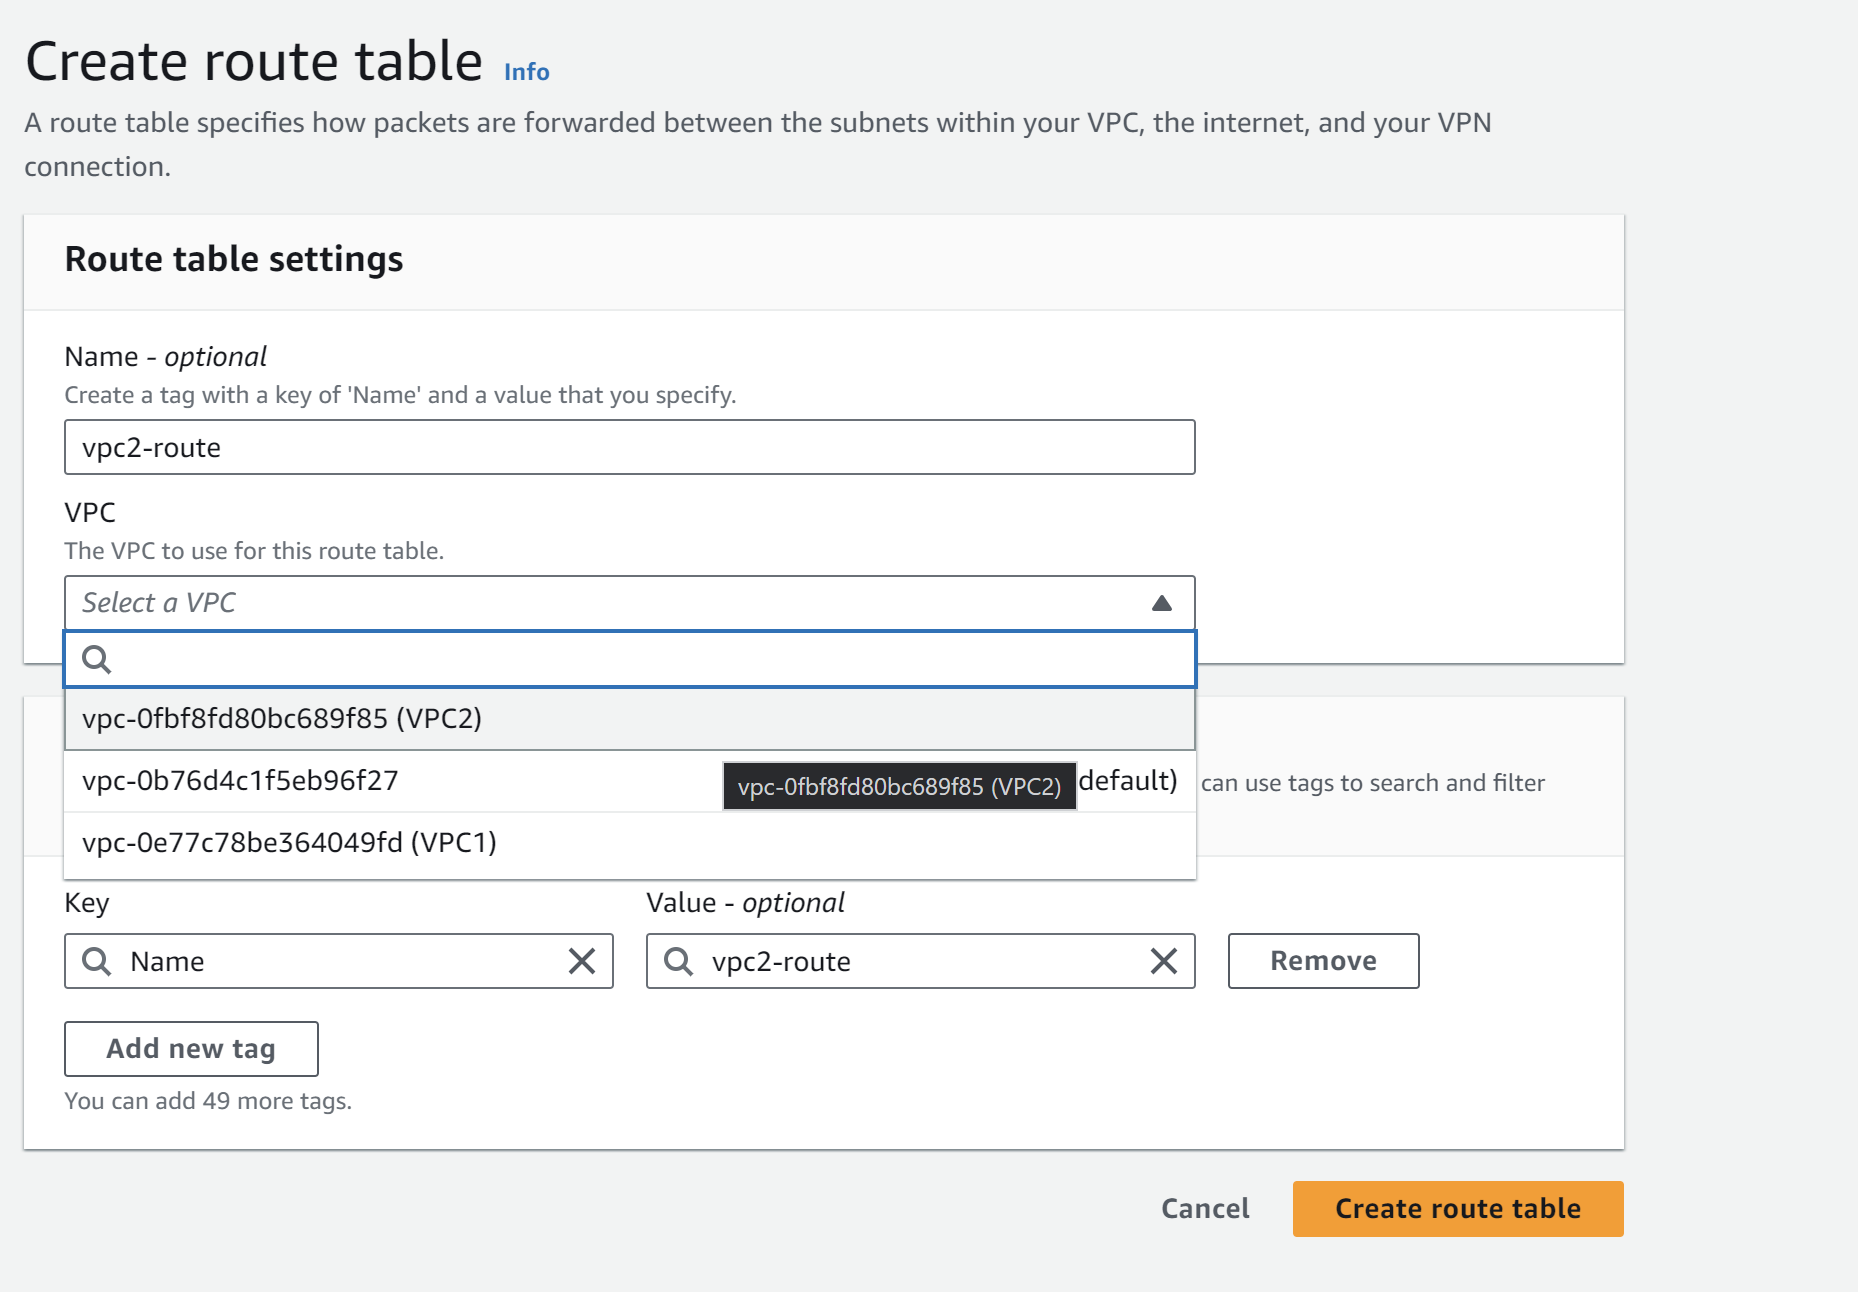 Create route table Info
A route table specifies how packets are forwarded between the subnets within your VPC, the internet, and your VPN
connection.
Route table settings
Name - optional
Create a tag with a key of 'Name' and a value that you specify.
vpc2-route
VPC
The VPC to use for this route table.
Select a VPC
vpc-0fbf8fd80bc689f85 (VPC2)
vpc-0b76d4c1f5eb96f27 default)
vpc-0fbf8fd80bc689f85 (VPC2)
can use tags to search and filter
vpc-0e77c78be364049fd (VPC1)
Key Value - optional
Name vpc2-route Remove
Add new tag
You can add 49 more tags.
Cancel Create route table